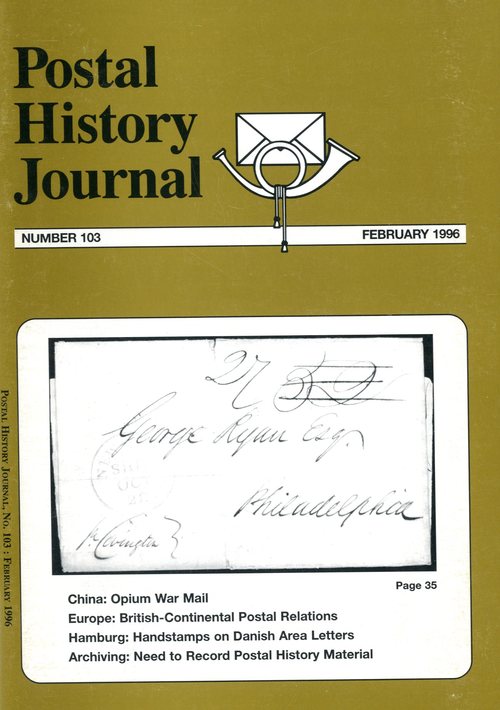 Postal
History
Journal
NUMBER 103
FEBRUARY 1996
27
George Ryan Esq.
Philadelphia
Covington
Page 35
China: Opium War Mail
Europe: British-Continental Postal Relations
Hamburg: Handstamps on Danish Area Letters
Archiving: Need to Record Postal History Material
POSTAL HISTORY JOURNAL, NO. 103 : FEBRUARY 1996